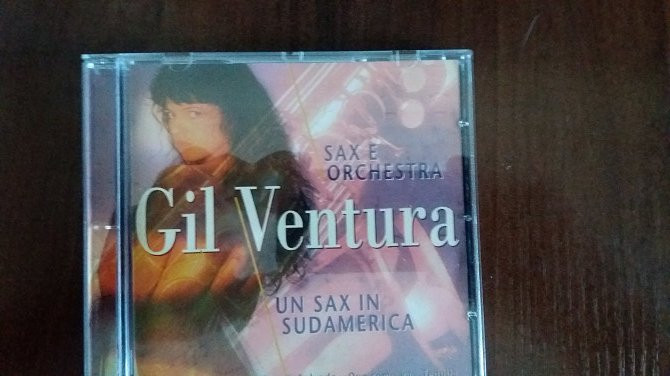 SAX E
ORCHESTRA
Gil Ventura
UN SAX IN
SUDAMERICA